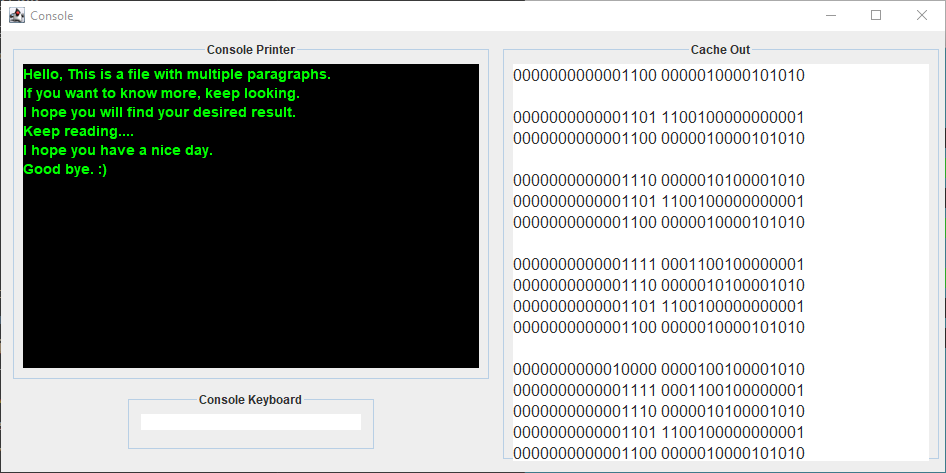 Console
Console Printer
Hello, This is a file with multiple paragraphs.
If you want to know more, keep looking.
I hope you will find your desired result.
Keep reading....
I hope you have a nice day.
Good bye. :)
Console Keyboard
Cache Out
0000000000001100 0000010000101010
0000000000001101 1100100000000001
0000000000001100 0000010000101010
0000000000001110 0000010100001010
0000000000001101 1100100000000001
0000000000001100 0000010000101010
0000000000001111 0001100100000001
0000000000001110 0000010100001010
0000000000001101 1100100000000001
0000000000001100 0000010000101010
0000000000010000 0000100100001010
0000000000001111 0001100100000001
0000000000001110 0000010100001010
0000000000001101 1100100000000001
0000000000001100 0000010000101010